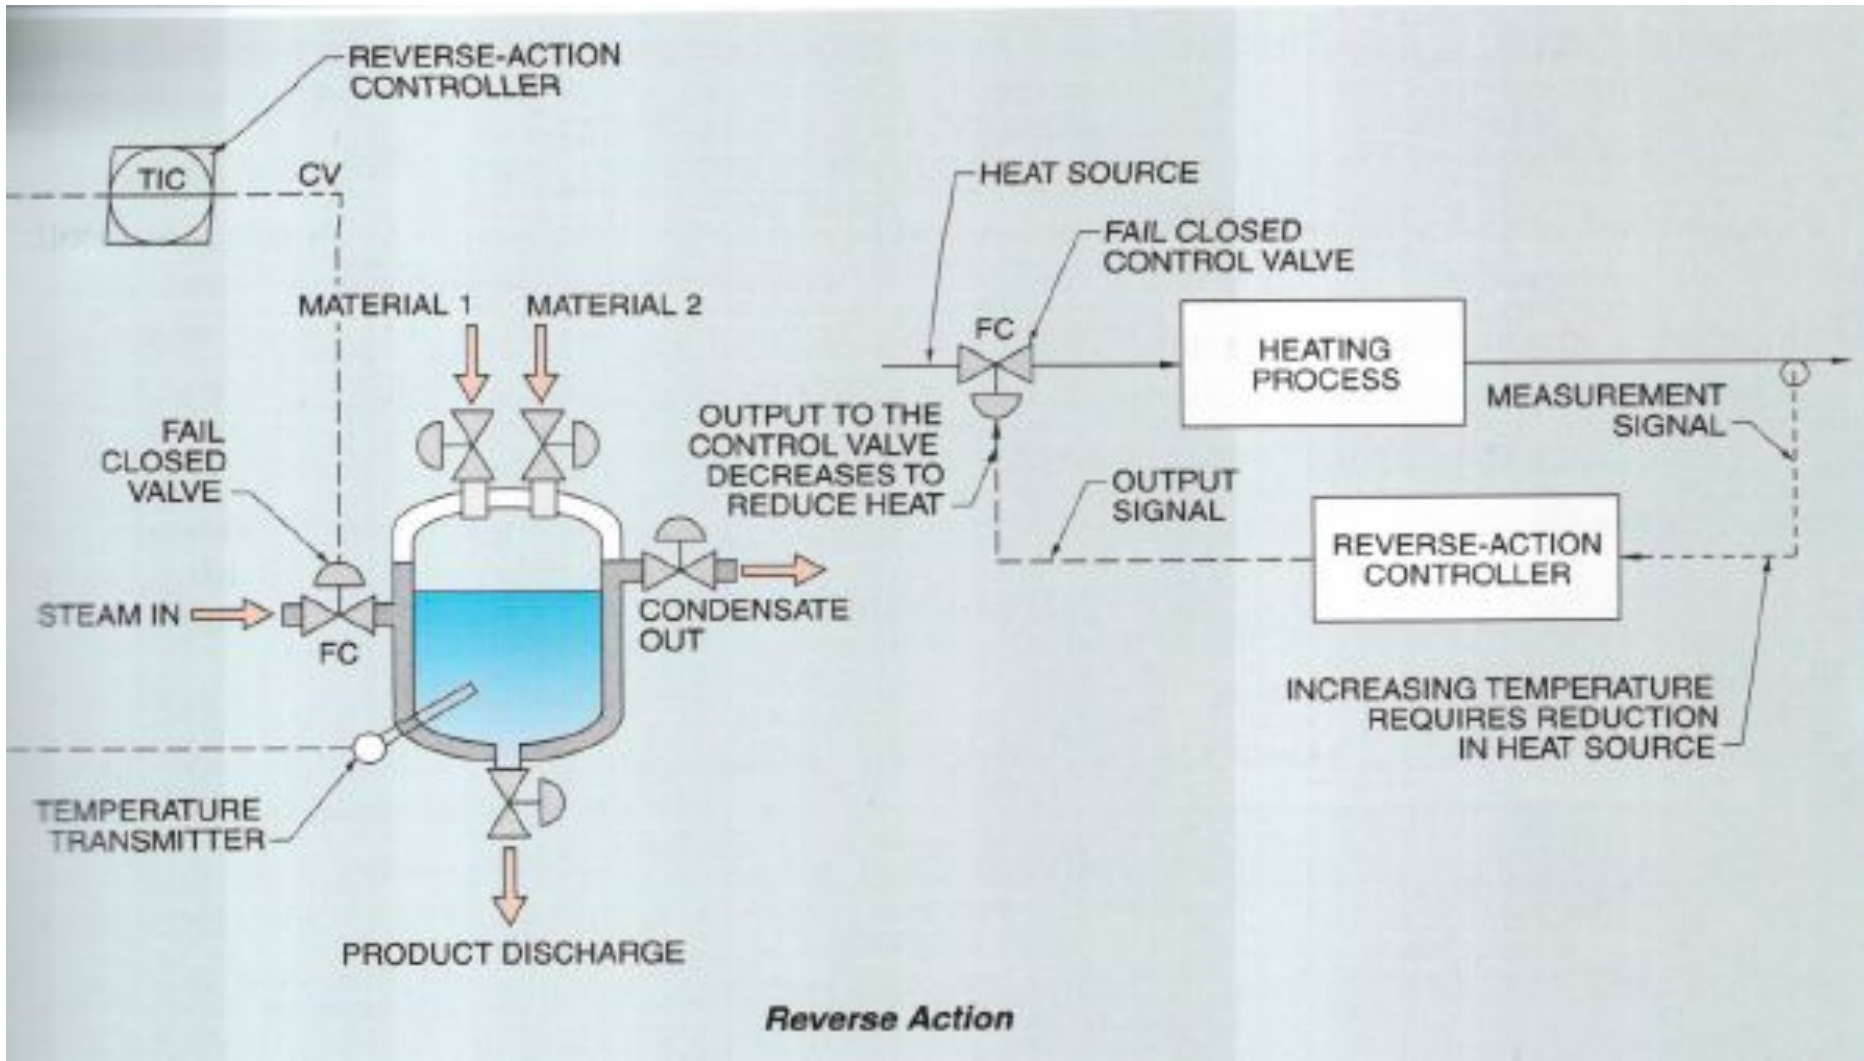 REVERSE-ACTION
CONTROLLER
TIC
CV
MATERIAL 1
MATERIAL 2
FAIL
CLOSED
VALVE
STEAM IN
FC
CONDENSATE
OUT
TEMPERATURE
TRANSMITTER
PRODUCT DISCHARGE
HEAT SOURCE
FAIL CLOSED
CONTROL VALVE
FC
HEATING
PROCESS
MEASUREMENT
SIGNAL
OUTPUT TO THE
CONTROL VALVE
DECREASES TO
REDUCE HEAT
OUTPUT
SIGNAL
REVERSE-ACTION
CONTROLLER
INCREASING TEMPERATURE
REQUIRES REDUCTION
IN HEAT SOURCE
Reverse Action